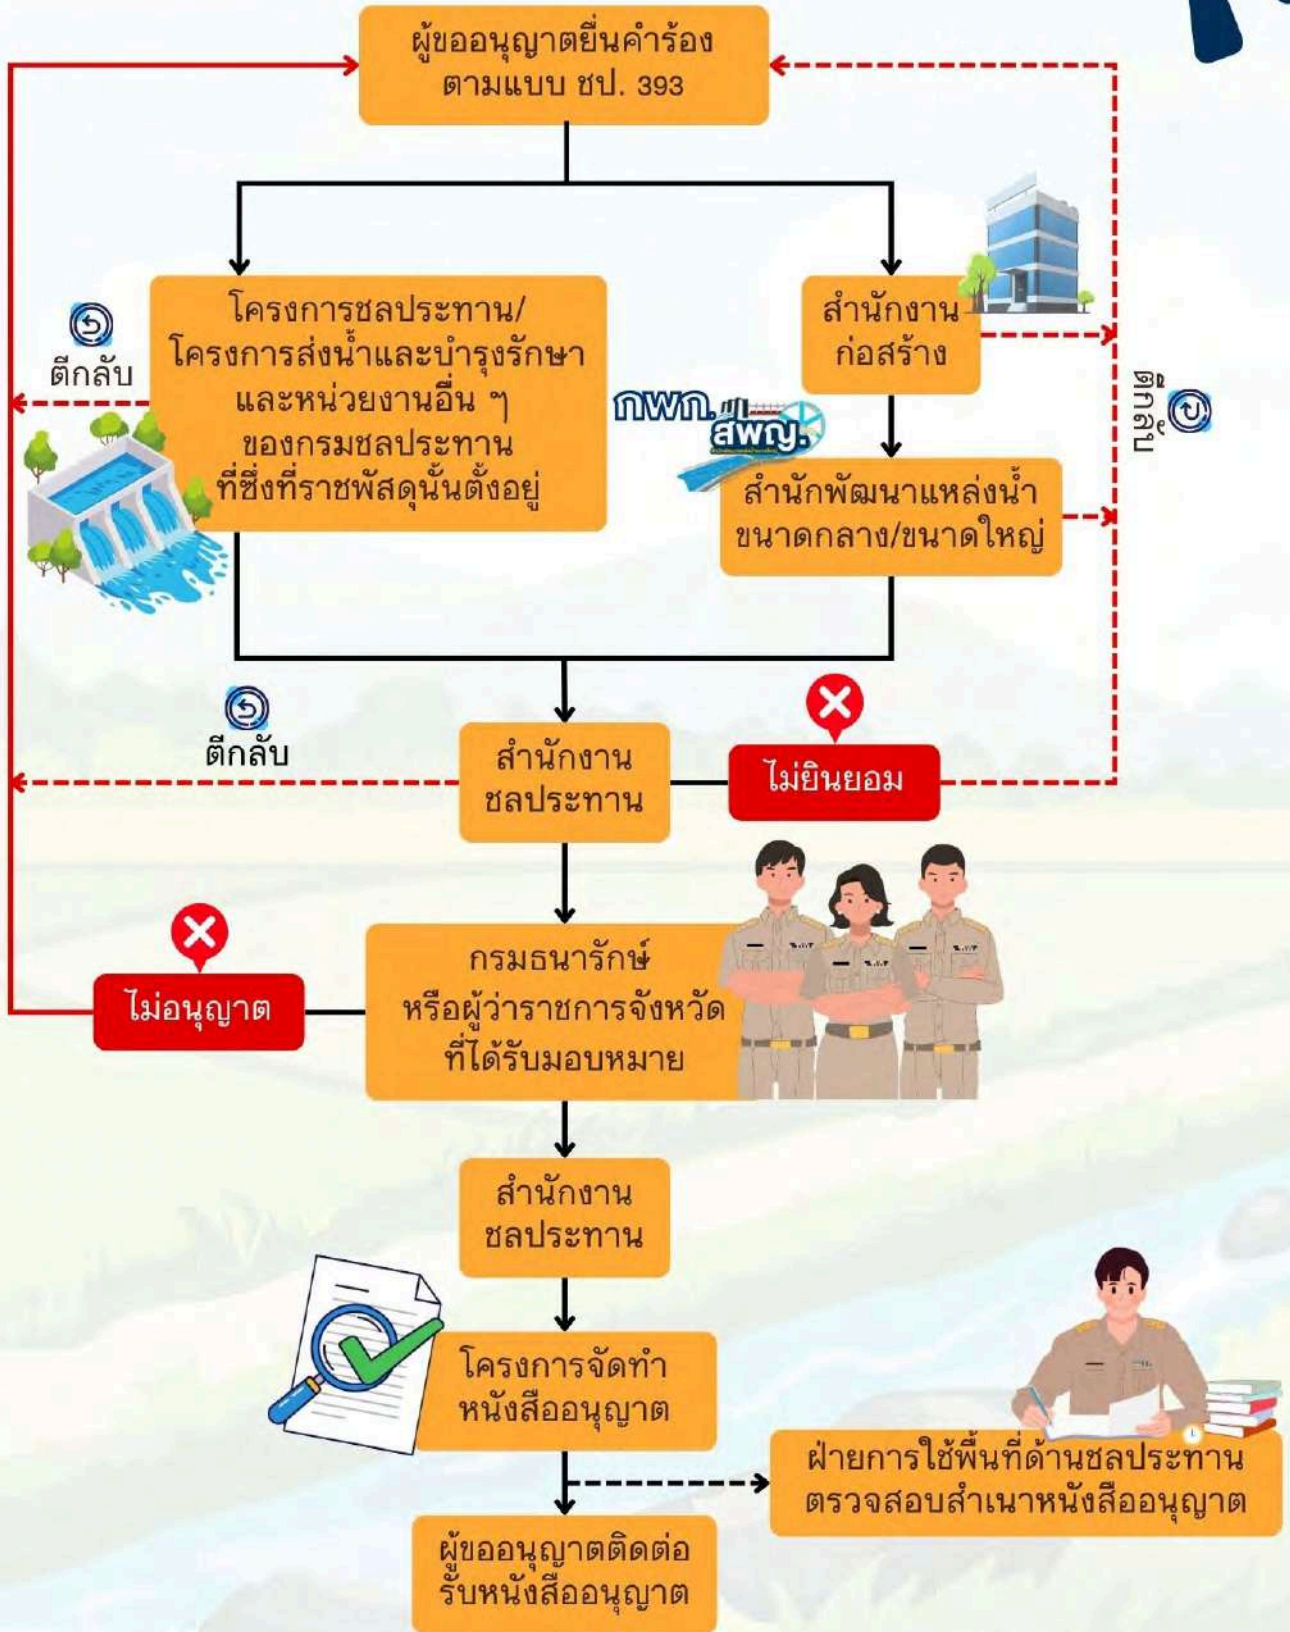 ผู้ขออนุญาตยื่นคำร้อง
ตามแบบ ชป. 393
โครงการชลประทาน/
โครงการส่งน้ำและบำรุงรักษา
และหน่วยงานอื่น ๆ
ของกรมชลประทาน
ที่ซึ่งที่ราชพัสดุนั้นตั้งอยู่
ตีกลับ
สำนักงาน
ก่อสร้าง
ตีกลับ
กพก.
สพญ.
สำนักพัฒนาแหล่งน้ำ
ขนาดกลาง/ขนาดใหญ่
ตีกลับ
สำนักงาน
ชลประทาน
ไม่ยินยอม
ไม่อนุญาต
กรมธนารักษ์
หรือผู้ว่าราชการจังหวัด
ที่ได้รับมอบหมาย
สำนักงาน
ชลประทาน
โครงการจัดทำ
หนังสืออนุญาต
ฝ่ายการใช้พื้นที่ด้านชลประทาน
ตรวจสอบสำเนาหนังสืออนุญาต
ผู้ขออนุญาตติดต่อ
รับหนังสืออนุญาต